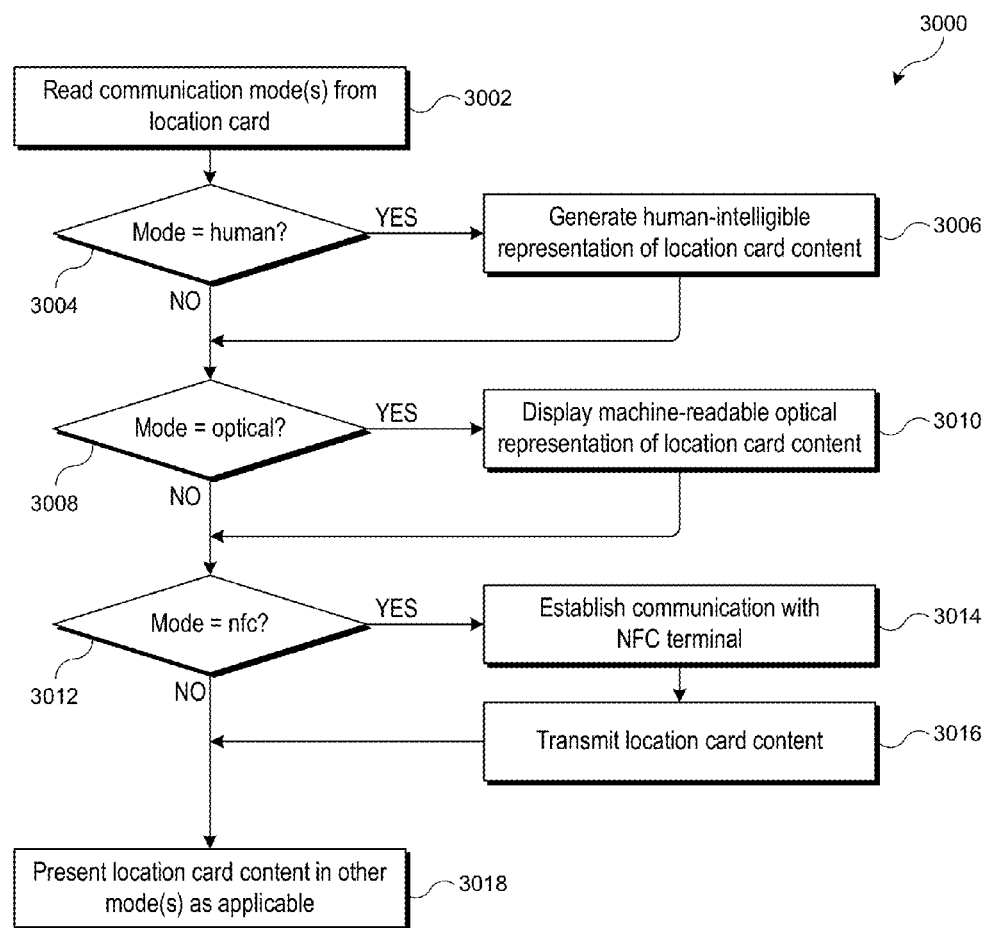 3000
Read communication mode(s) from
location card
3002
Mode = human?
YES
3004
NO
Generate human-intelligible
representation of location card content
3006
Mode = optical?
YES
3008
NO
Display machine-readable optical
representation of location card content
3010
Mode = nfc?
YES
3012
NO
Establish communication with
NFC terminal
3014
Transmit location card content
3016
Present location card content in other
mode(s) as applicable
3018